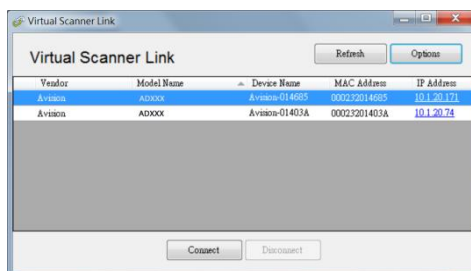 Virtual Scanner Link
Virtual Scanner Link Refresh Options
Vendor Model Name Device Name MAC Address IP Address
Avision ADXXX Avision-014685 000232014685 10.1.20.171
Avision ADXXX Avision-01403A 00023201403A 10.1.20.74
Connect Disconnect